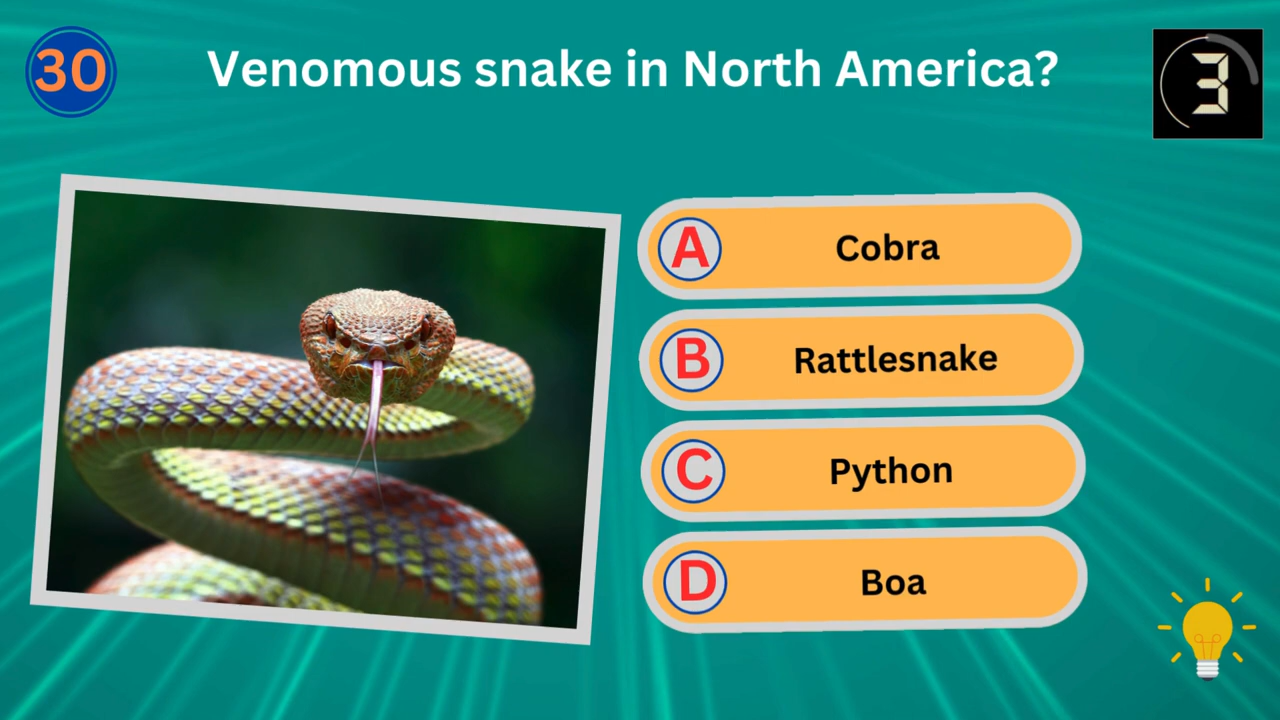 30
Venomous snake in North America?
3
A Cobra
B Rattlesnake
C Python
D Boa